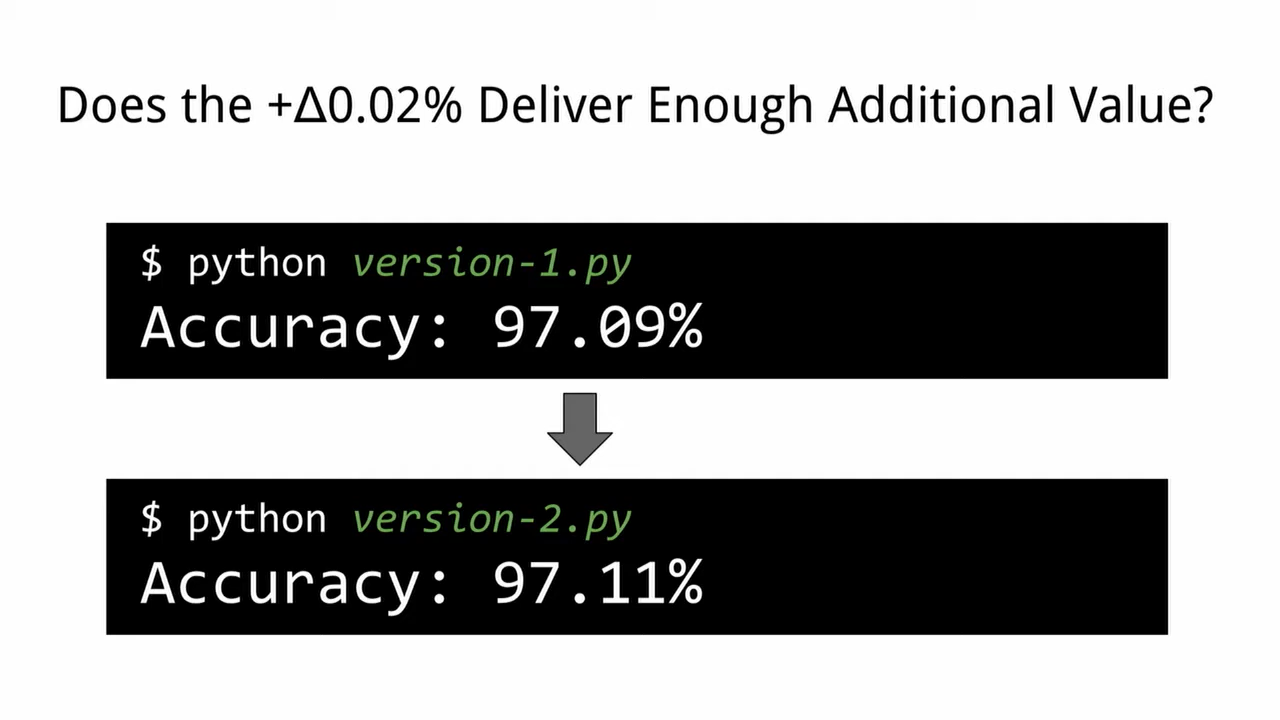 Does the +Δ0.02% Deliver Enough Additional Value?
$ python version-1.py
Accuracy: 97.09%
$ python version-2.py
Accuracy: 97.11%